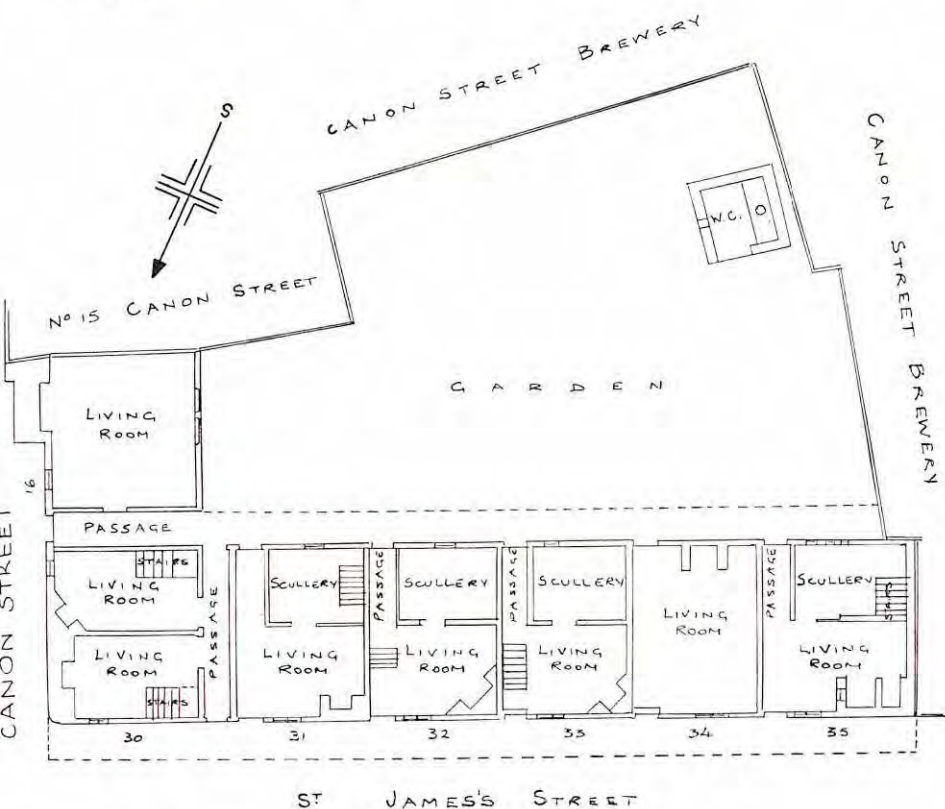 CANON STREET BREWERY
S
CANON STREET BREWERY
W.C.
Nº 15 CANON STREET
GARDEN
LIVING
ROOM
16
CANON STREET
PASSAGE
STAIRS
LIVING
ROOM
LIVING
ROOM
STAIRS
PASSAGE
SCULLERY
LIVING
ROOM
PASSAGE
SCULLERY
LIVING
ROOM
PASSAGE
SCULLERY
LIVING
ROOM
LIVING
ROOM
PASSAGE
SCULLERY
STAIRS
LIVING
ROOM
30 31 32 33 34 35
ST JAMES'S STREET